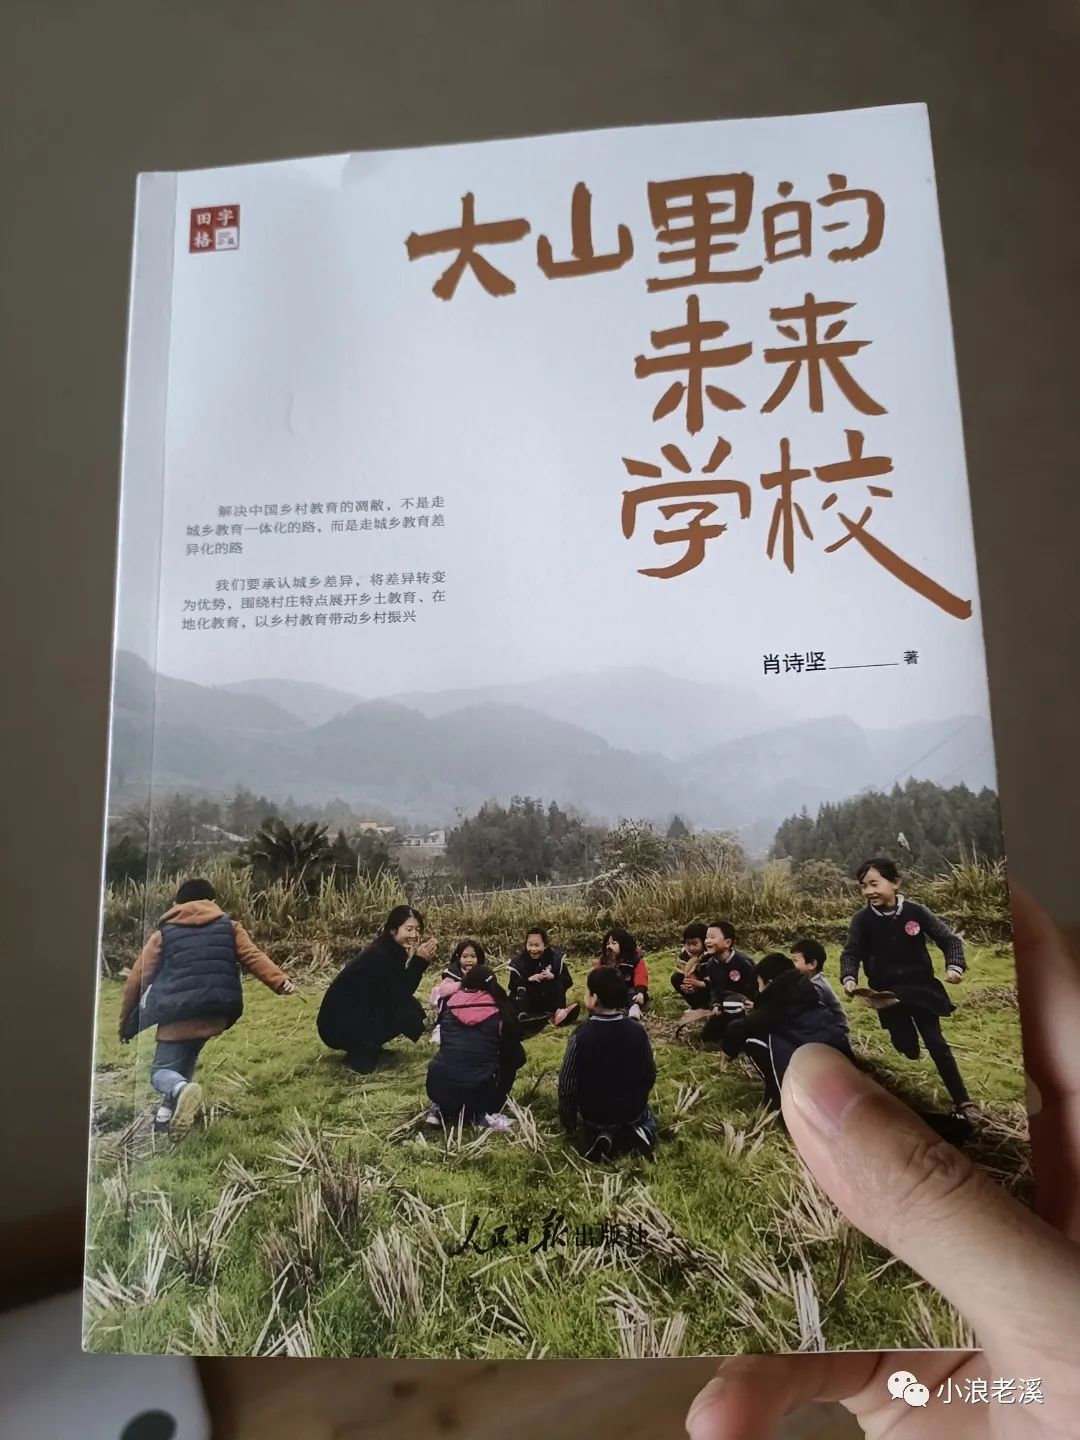 田字
格公益
大山里的
未来
学校
解决中国乡村教育的凋敝，不是走
城乡教育一体化的路，而是走城乡教育差
异化的路
我们要承认城乡差异，将差异转变
为优势，围绕村庄特点展开乡土教育、在
地化教育，以乡村教育带动乡村振兴
肖诗坚 著
人民日报出版社
小浪老溪